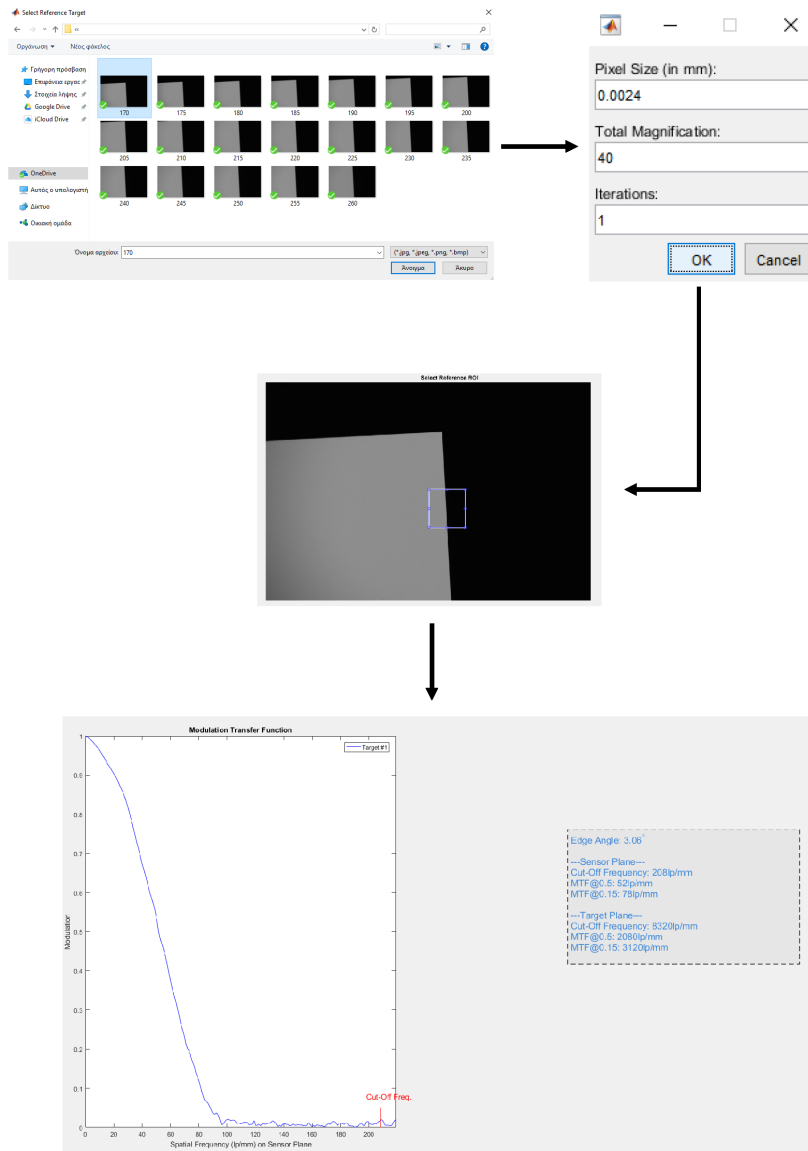 Select Reference Target
«
Οργάνωση
Νέος φάκελος
Γρήγορη πρόσβαση
Επιφάνεια εργας
Στοιχεία λήψης
Google Drive
iCloud Drive
OneDrive
Αυτός ο υπολογιστή
Δίκτυο
Οικιακή ομάδα
170 175 180 185 190 195 200
205 210 215 220 225 230 235
240 245 250 255 260
Όνομα αρχείου: 170
(*.jpg, *.jpeg, *.png, *.bmp)
Άνοιγμα Άκυρο
Pixel Size (in mm):
0.0024
Total Magnification:
40
Iterations:
1
OK Cancel
Select Reference ROI
Modulation Transfer Function
Target #1
1
0.9
0.8
0.7
0.6
0.5
0.4
0.3
0.2
0.1
0
Modulation
Cut-Off Freq.
0 20 40 60 80 100 120 140 160 180 200
Spatial Frequency (lp/mm) on Sensor Plane
Edge Angle: 3.06°
---Sensor Plane---
Cut-Off Frequency: 208lp/mm
MTF@0.5: 52lp/mm
MTF@0.15: 78lp/mm
---Target Plane---
Cut-Off Frequency: 8320lp/mm
MTF@0.5: 2080lp/mm
MTF@0.15: 3120lp/mm